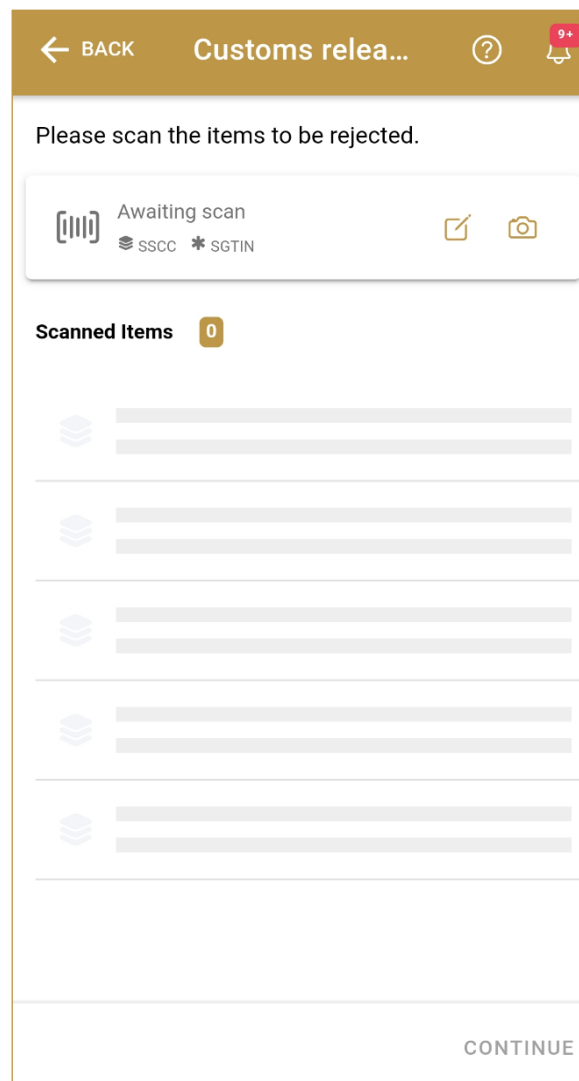 BACK
Customs relea...
9+
Please scan the items to be rejected.
Awaiting scan
SSCC SGTIN
Scanned Items 0
CONTINUE